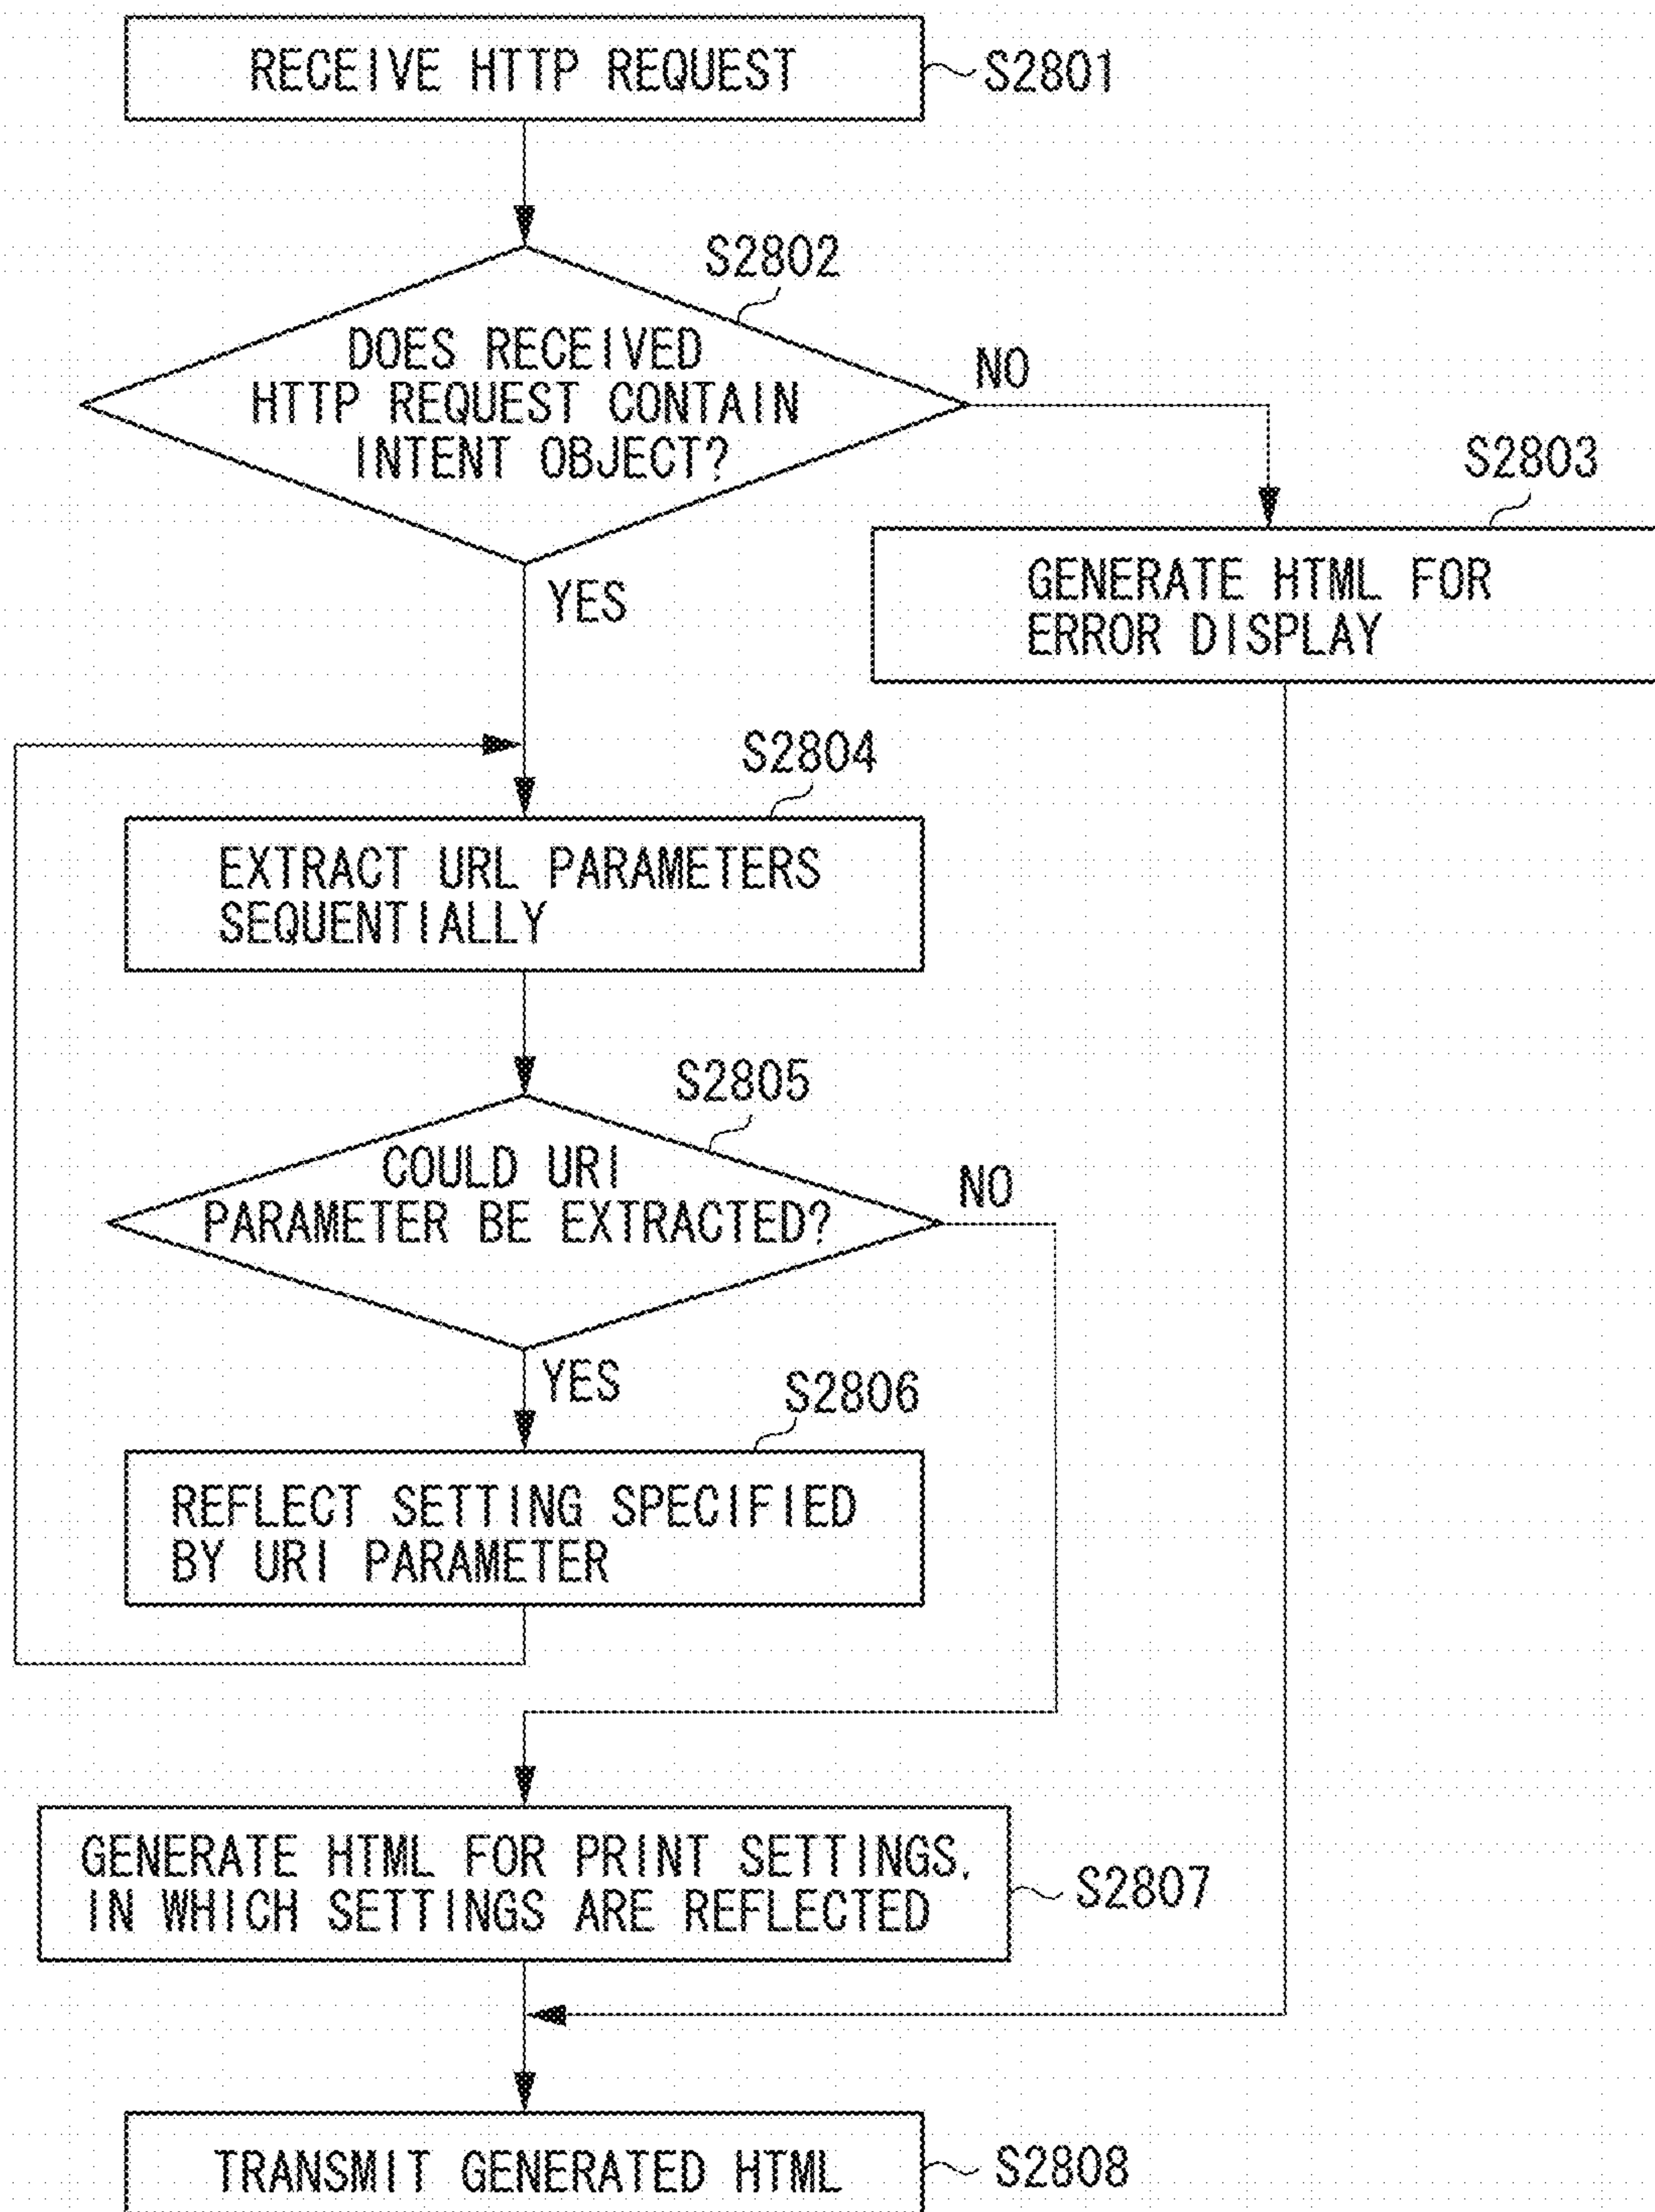 RECEIVE HTTP REQUEST
S2801
S2802
DOES RECEIVED
HTTP REQUEST CONTAIN
INTENT OBJECT?
NO
YES
S2803
GENERATE HTML FOR
ERROR DISPLAY
S2804
EXTRACT URL PARAMETERS
SEQUENTIALLY
S2805
COULD URI
PARAMETER BE EXTRACTED?
NO
YES
S2806
REFLECT SETTING SPECIFIED
BY URI PARAMETER
GENERATE HTML FOR PRINT SETTINGS,
IN WHICH SETTINGS ARE REFLECTED
S2807
TRANSMIT GENERATED HTML
S2808